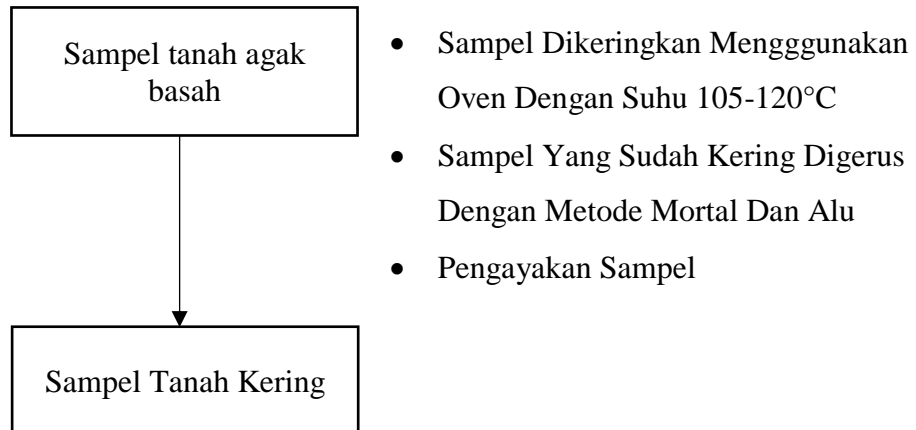 Sampel tanah agak
basah
• Sampel Dikeringkan Mengggunakan
Oven Dengan Suhu 105-120°C
• Sampel Yang Sudah Kering Digerus
Dengan Metode Mortal Dan Alu
• Pengayakan Sampel
Sampel Tanah Kering